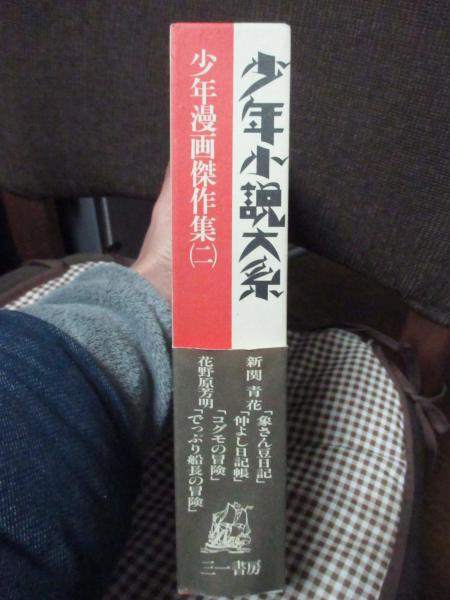 少年小説大系
少年漫画傑作集(二)
新関青花「象さん豆日記」
「仲よし日記帳」
花野原芳明「コグモの冒険」
「でっぷり船長の冒険」
三一書房